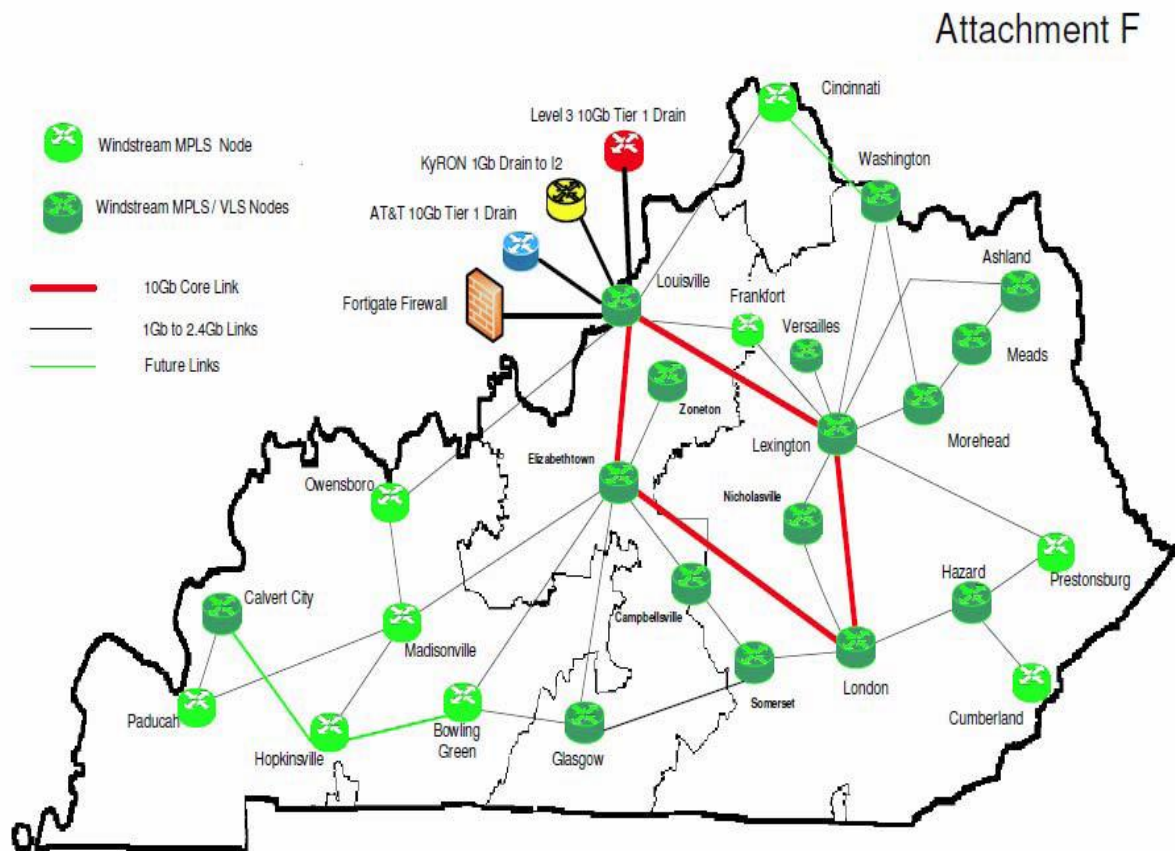 Attachment F
Cincinnati
Level 3 10Gb Tier 1 Drain
Windstream MPLS Node
KyRON 1Gb Drain to I2
Washington
Windstream MPLS / VLS Nodes
AT&T 10Gb Tier 1 Drain
Ashland
Louisville
10Gb Core Link
Fortigate Firewall
Frankfort
Versailles
1Gb to 2.4Gb Links
Meads
Future Links
Zoneton
Morehead
Lexington
Elizabethtown
Owensboro
Nicholasville
Hazard
Prestonsburg
Calvert City
Campbellsville
Madisonville
London
Somerset
Cumberland
Paducah
Bowling
Green
Hopkinsville
Glasgow